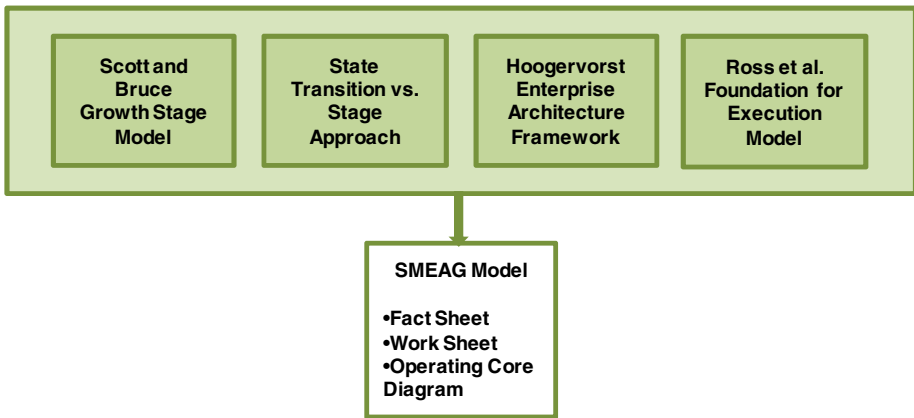 Scott and
Bruce
Growth Stage
Model
State
Transition vs.
Stage
Approach
Hoogervorst
Enterprise
Architecture
Framework
Ross et al.
Foundation for
Execution
Model
SMEAG Model
•Fact Sheet
•Work Sheet
•Operating Core
Diagram